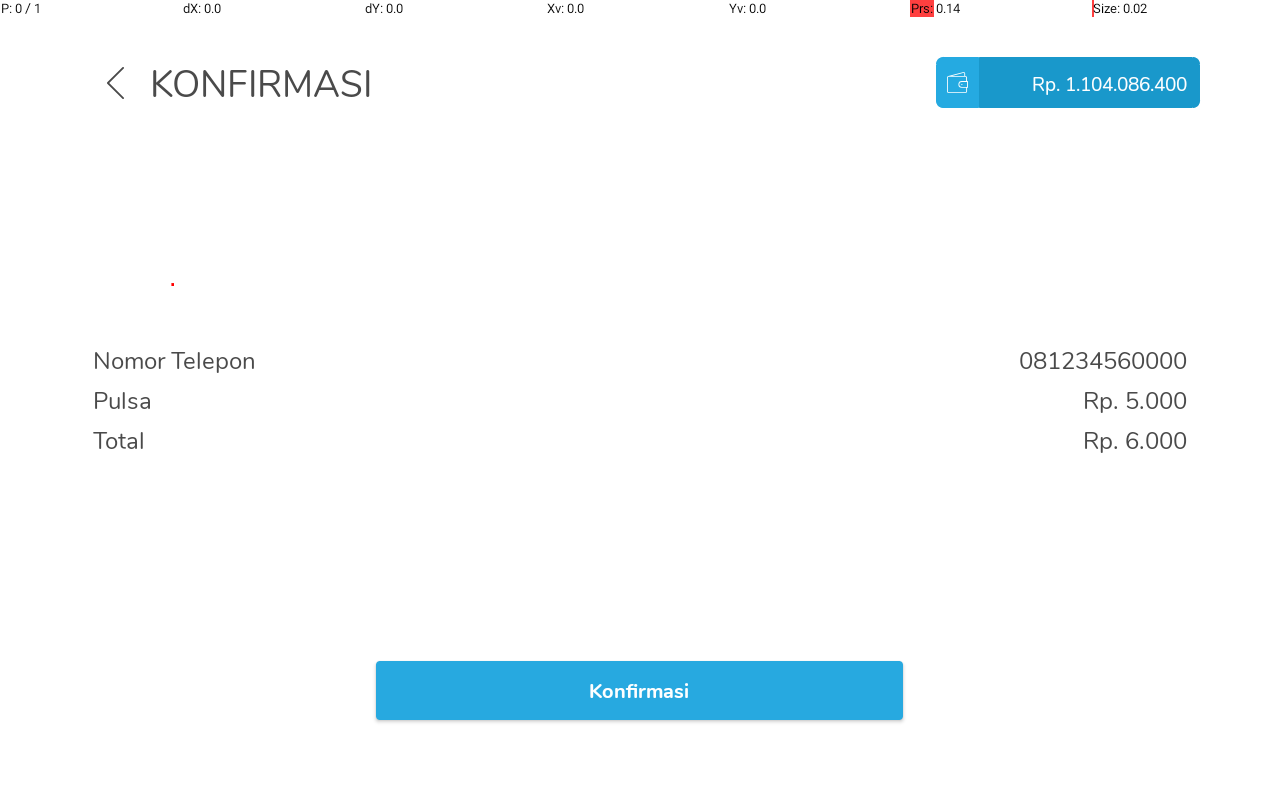 P: 0 / 1 dX: 0.0 dY: 0.0 Xv: 0.0 Yv: 0.0 Prs: 0.14 Size: 0.02
KONFIRMASI Rp. 1.104.086.400
Nomor Telepon 081234560000
Pulsa Rp. 5.000
Total Rp. 6.000
Konfirmasi